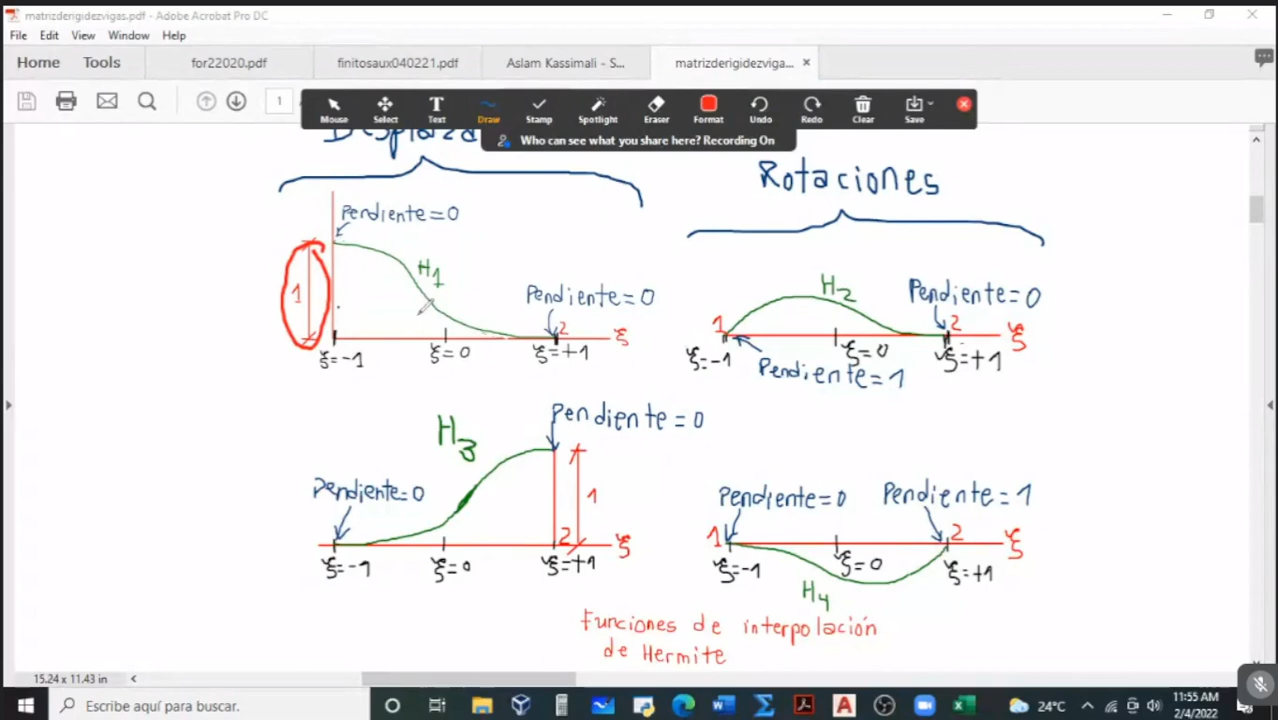 matrizderigidezvigas.pdf - Adobe Acrobat Pro DC
File Edit View Window Help
Home Tools for22020.pdf finitosaux040221.pdf Aslam Kassimali - S... matrizderigidezviga... ×
1
Mouse Select Text Draw Stamp Spotlight Eraser Format Undo Redo Clear Save
Who can see what you share here? Recording On
Rotaciones
Pendiente=0
1
H1
Pendiente=0
2
ξ
ξ=-1
ξ=0
ξ=+1
H2
Pendiente=0
1
2
ξ
ξ=-1
ξ=0
ξ=+1
Pendiente=1
H3
Pendiente=0
Pendiente=0
1
2
ξ
ξ=-1
ξ=0
ξ=+1
Pendiente=0
Pendiente=1
1
2
ξ
ξ=-1
ξ=0
ξ=+1
H4
Funciones de interpolación
de Hermite
15.24 x 11.43 in
Escribe aquí para buscar.
24°C
11:55 AM
2/4/2022